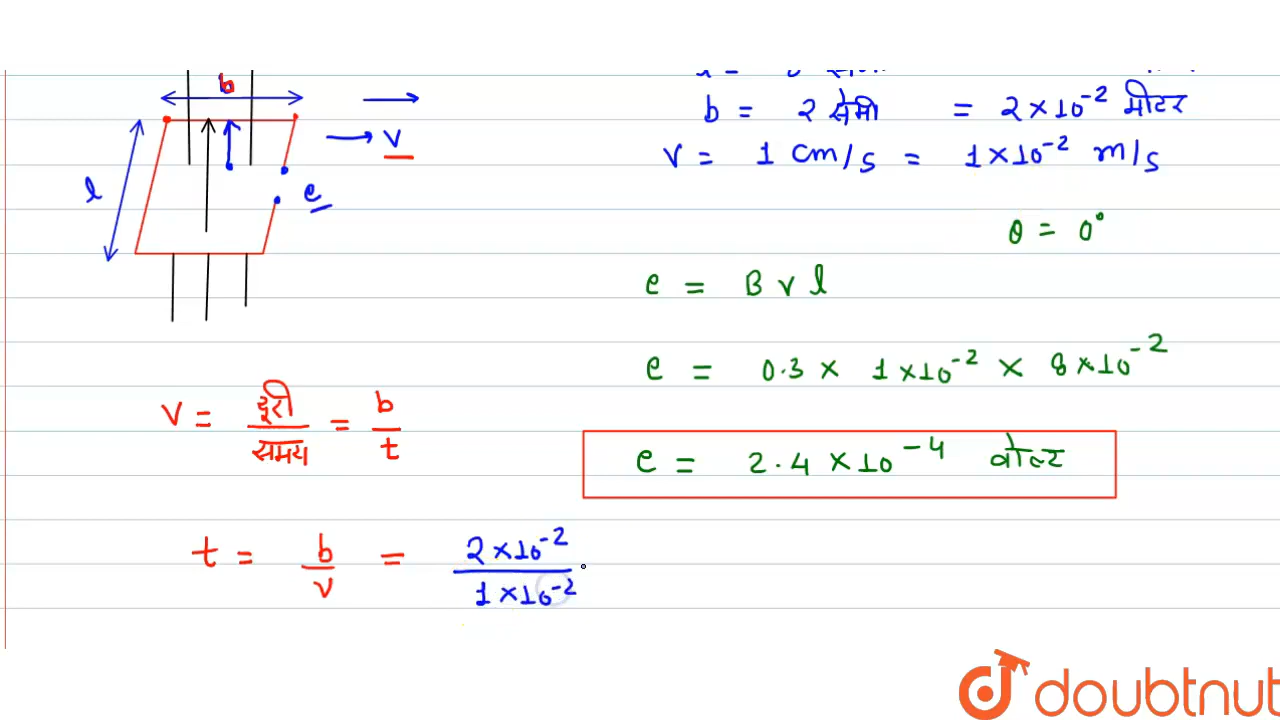 b
b = 2 सेमी = 2 × 10⁻² मीटर
→ v
v = 1 cm/s = 1 × 10⁻² m/s
l
e
θ = 0°
e = B v l
e = 0.3 × 1 × 10⁻² × 8 × 10⁻²
v = दूरी / समय = b / t
e = 2.4 × 10⁻⁴ वोल्ट
t = b / v = 2 × 10⁻² / 1 × 10⁻²
doubtnut